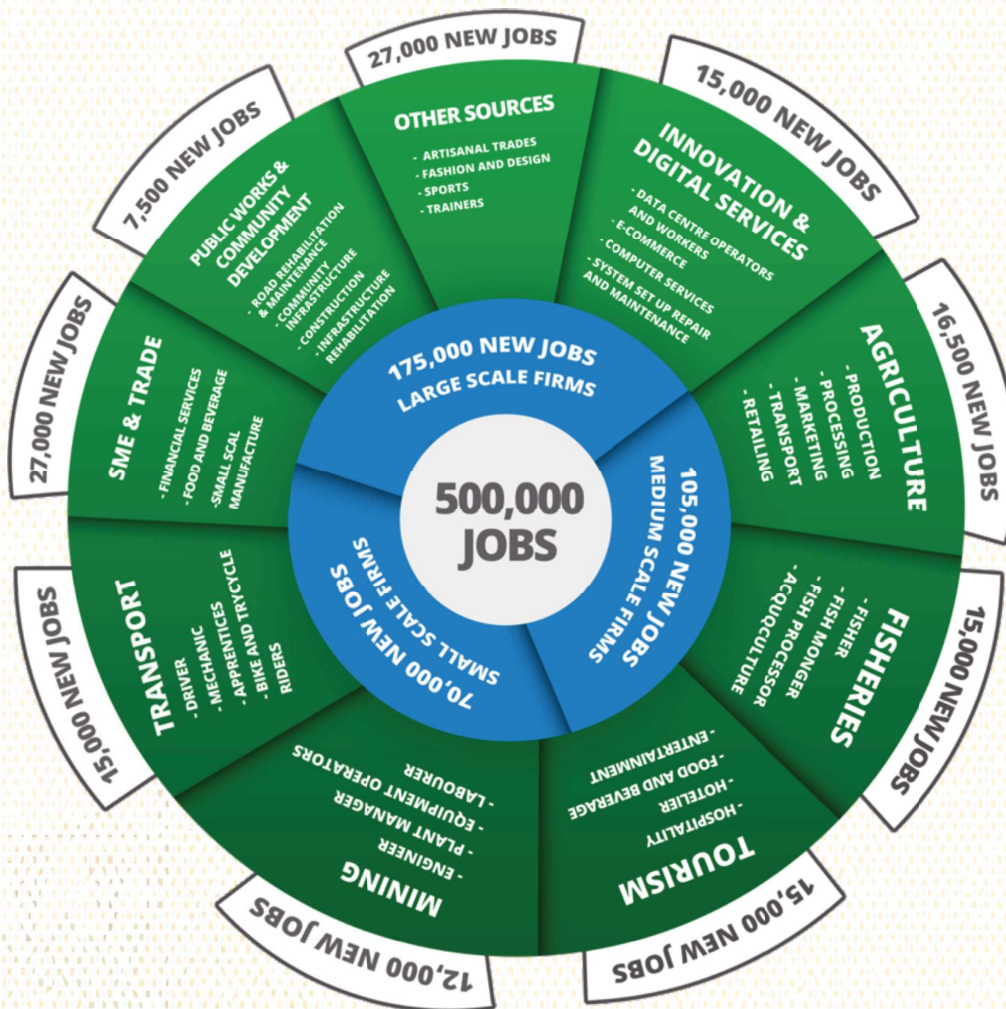 500,000
JOBS
175,000 NEW JOBS
LARGE SCALE FIRMS
105,000 NEW JOBS
MEDIUM SCALE FIRMS
70,000 NEW JOBS
SMALL SCALE FIRMS
27,000 NEW JOBS
OTHER SOURCES
- ARTISANAL TRADES
- FASHION AND DESIGN
- SPORTS
- TRAINERS
15,000 NEW JOBS
INNOVATION &
DIGITAL SERVICES
- DATA CENTRE OPERATORS
AND WORKERS
- E-COMMERCE
- COMPUTER SERVICES
- SYSTEM SET UP REPAIR
AND MAINTENANCE
16,500 NEW JOBS
AGRICULTURE
- PRODUCTION
- PROCESSING
- MARKETING
- TRANSPORT
- RETAILING
15,000 NEW JOBS
FISHERIES
- FISHER
- FISH MONGER
- FISH PROCESSOR
- ACQUQCULTURE
15,000 NEW JOBS
TOURISM
-HOSPITALITY
HOTELIER
-FOOD AND BEVERAGE
-ENTERTAINMENT
12,000 NEW JOBS
MINING
- ENGINEER
- PLANT MANAGER
- EQUIPMENT OPERATORS
- LABOURER
15,000 NEW JOBS
TRANSPORT
- DRIVER
- MECHANIC
- APPRENTICES
- BIKE AND TRYCYCLE
RIDERS
27,000 NEW JOBS
SME & TRADE
- FINANCIAL SERVICES
- FOOD AND BEVERAGE
-SMALL SCAL
MANUFACTURE
7,500 NEW JOBS
PUBLIC WORKS &
COMMUNITY
DEVELOPMENT
- ROAD REHABILITATION
& MAINTENANCE
- COMMUNITY
INFRASTRUCTURE
- CONSTRUCTION
- INFRASTRUCTURE
REHABILITATION